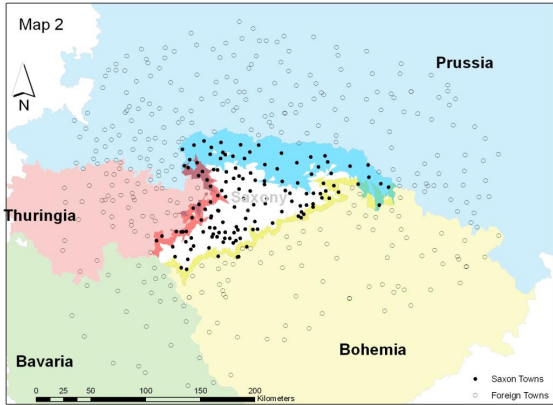 Map 2
Prussia
N
Saxony
Thuringia
Bavaria
Bohemia
Saxon Towns
Foreign Towns
0 25 50 100 150 200
Kilometers